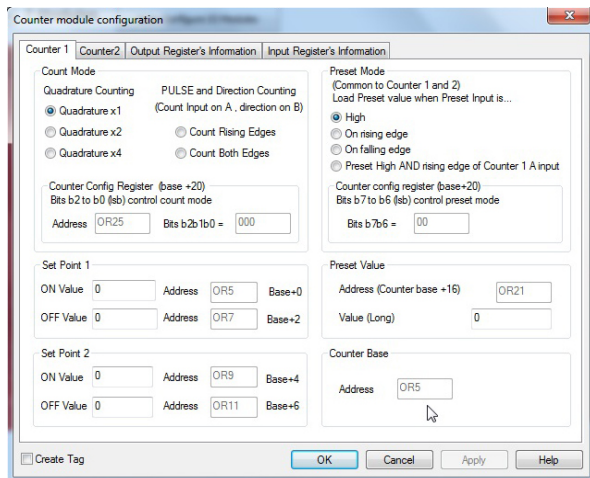 Counter module configuration
Counter 1 Counter2 Output Register's Information Input Register's Information
Count Mode
Quadrature Counting
PULSE and Direction Counting
(Count Input on A , direction on B)
Quadrature x1
Quadrature x2
Count Rising Edges
Quadrature x4
Count Both Edges
Counter Config Register (base +20)
Bits b2 to b0 (lsb) control count mode
Address OR25 Bits b2b1b0 = 000
Preset Mode
(Common to Counter 1 and 2)
Load Preset value when Preset Input is...
High
On rising edge
On falling edge
Preset High AND rising edge of Counter 1 A input
Counter config register (base+20)
Bits b7 to b6 (lsb) control preset mode
Bits b7b6 = 00
Set Point 1
ON Value 0 Address OR5 Base+0
OFF Value 0 Address OR7 Base+2
Preset Value
Address (Counter base +16) OR21
Value (Long) 0
Set Point 2
ON Value 0 Address OR9 Base+4
OFF Value 0 Address OR11 Base+6
Counter Base
Address OR5
Create Tag OK Cancel Apply Help